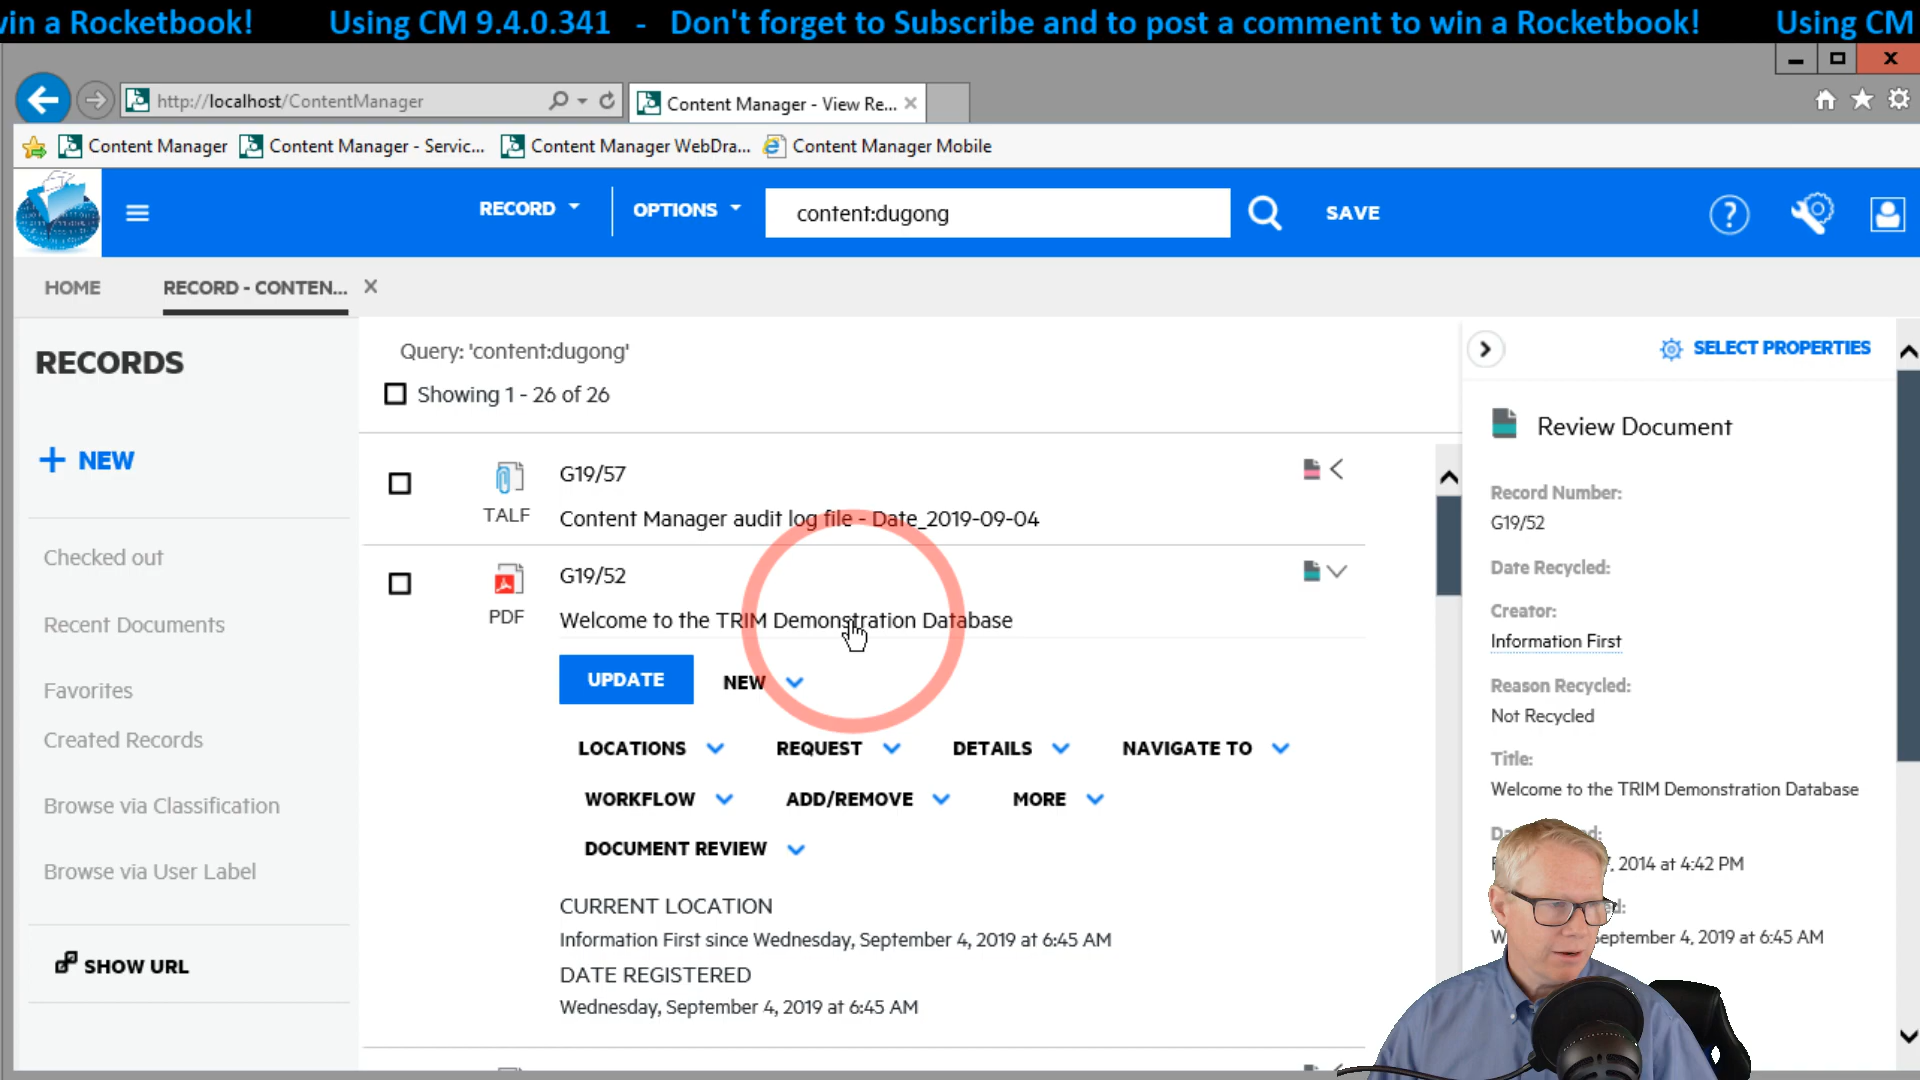 win a Rocketbook! Using CM 9.4.0.341 - Don't forget to Subscribe and to post a comment to win a Rocketbook! Using CM
http://localhost/ContentManager
Content Manager - View Re...
Content Manager
Content Manager - Servic...
Content Manager WebDra...
Content Manager Mobile
RECORD
OPTIONS
content:dugong
SAVE
HOME
RECORD - CONTEN...
RECORDS
+ NEW
Checked out
Recent Documents
Favorites
Created Records
Browse via Classification
Browse via User Label
SHOW URL
Query: 'content:dugong'
Showing 1 - 26 of 26
G19/57
TALF
Content Manager audit log file - Date_2019-09-04
G19/52
PDF
Welcome to the TRIM Demonstration Database
UPDATE
NEW
LOCATIONS
REQUEST
DETAILS
NAVIGATE TO
WORKFLOW
ADD/REMOVE
MORE
DOCUMENT REVIEW
CURRENT LOCATION
Information First since Wednesday, September 4, 2019 at 6:45 AM
DATE REGISTERED
Wednesday, September 4, 2019 at 6:45 AM
SELECT PROPERTIES
Review Document
Record Number:
G19/52
Date Recycled:
Creator:
Information First
Reason Recycled:
Not Recycled
Title:
Welcome to the TRIM Demonstration Database
2014 at 4:42 PM
September 4, 2019 at 6:45 AM